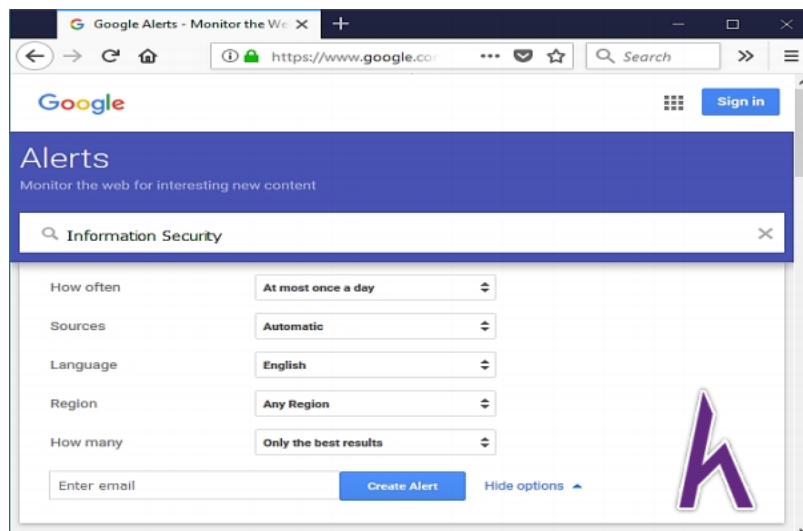 Google Alerts - Monitor the We
https://www.google.co
Search
Google
Sign in
Alerts
Monitor the web for interesting new content
Information Security
How often At most once a day
Sources Automatic
Language English
Region Any Region
How many Only the best results
Enter email Create Alert Hide options
h